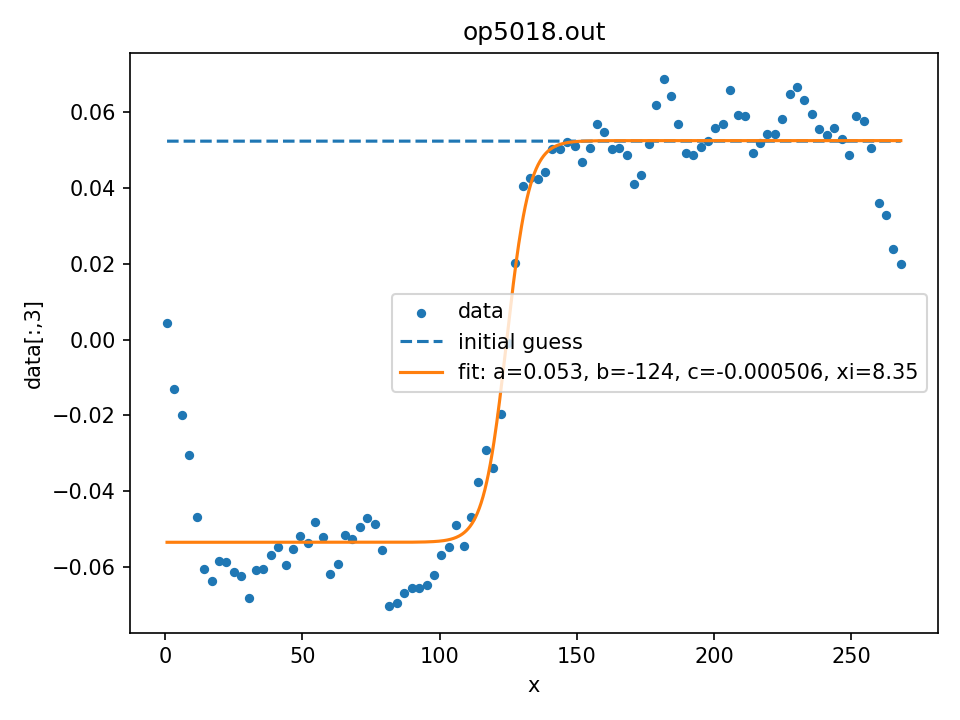 op5018.out
data[:,3]
0.06
0.04
0.02
0.00
−0.02
−0.04
−0.06
data
initial guess
fit: a=0.053, b=-124, c=-0.000506, xi=8.35
0 50 100 150 200 250
x